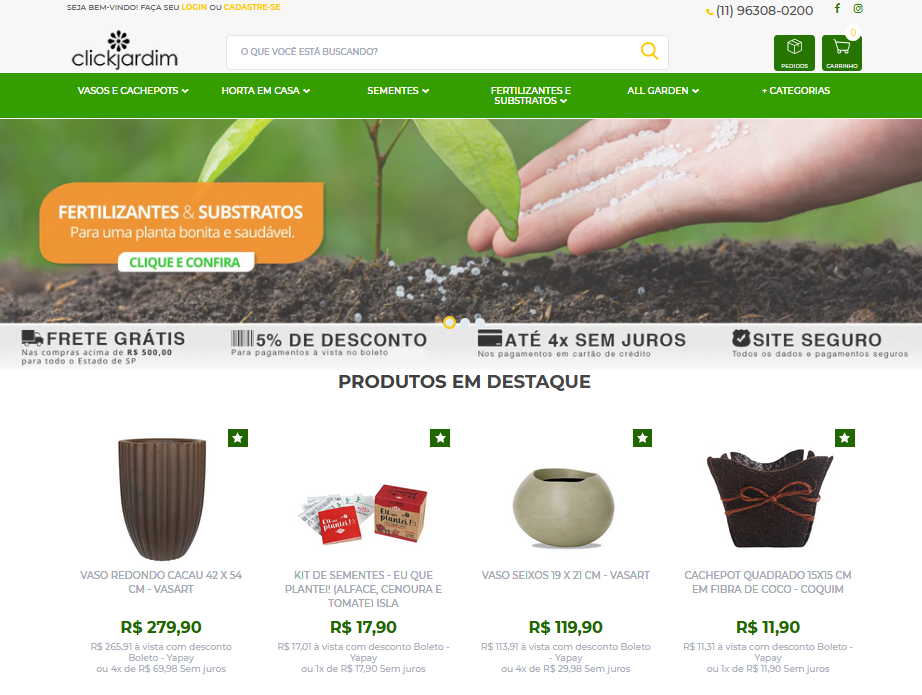 SEJA BEM-VINDO! FAÇA SEU LOGIN OU CADASTRE-SE
(11) 96308-0200
clickjardim
O QUE VOCÊ ESTÁ BUSCANDO?
PEDIDOS
0
CARRINHO
VASOS E CACHEPOTS
HORTA EM CASA
SEMENTES
FERTILIZANTES E
SUBSTRATOS
ALL GARDEN
+ CATEGORIAS
FERTILIZANTES & SUBSTRATOS
Para uma planta bonita e saudável.
CLIQUE E CONFIRA
FRETE GRÁTIS
Nas compras acima de R$ 500,00
para todo o Estado de SP
5% DE DESCONTO
Para pagamentos à vista no boleto
ATÉ 4x SEM JUROS
Nos pagamentos em cartão de crédito
SITE SEGURO
Todos os dados e pagamentos seguros
PRODUTOS EM DESTAQUE
Eu
plantei!
Eu que
plantei!
VASO REDONDO CACAU 42 X 54
CM - VASART
R$ 279,90
R$ 265,91 à vista com desconto
Boleto - Yapay
ou 4x de R$ 69,98 Sem juros
KIT DE SEMENTES - EU QUE
PLANTEI! (ALFACE, CENOURA E
TOMATE) ISLA
R$ 17,90
R$ 17,01 à vista com desconto Boleto -
Yapay
ou 1x de R$ 17,90 Sem juros
VASO SEIXOS 19 X 21 CM - VASART
R$ 119,90
R$ 113,91 à vista com desconto Boleto
- Yapay
ou 4x de R$ 29,98 Sem juros
CACHEPOT QUADRADO 15X15 CM
EM FIBRA DE COCO - COQUIM
R$ 11,90
R$ 11,31 à vista com desconto Boleto -
Yapay
ou 1x de R$ 11,90 Sem juros